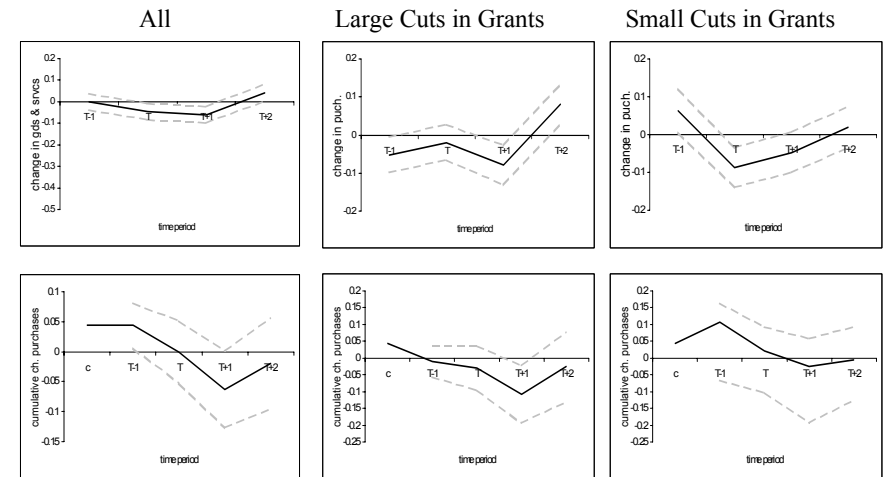 All Large Cuts in Grants Small Cuts in Grants
change in gds & srvcs
0.2
0.1
0
-0.1
-0.2
-0.3
-0.4
-0.5
T-1 T T+1 T+2
time period
change in puch.
0.2
0.1
0
-0.1
-0.2
T-1 T T+1 T+2
time period
change in puch.
0.2
0.1
0
-0.1
-0.2
T-1 T T+1 T+2
time period
cumulative ch. purchases
0.1
0.05
0
-0.05
-0.1
-0.15
c T-1 T T+1 T+2
time period
cumulative ch. purchases
0.2
0.15
0.1
0.05
0
-0.05
-0.1
-0.15
-0.2
-0.25
c T-1 T T+1 T+2
time period
cumulative ch. purchases
0.2
0.15
0.1
0.05
0
-0.05
-0.1
-0.15
-0.2
-0.25
c T-1 T T+1 T+2
time period